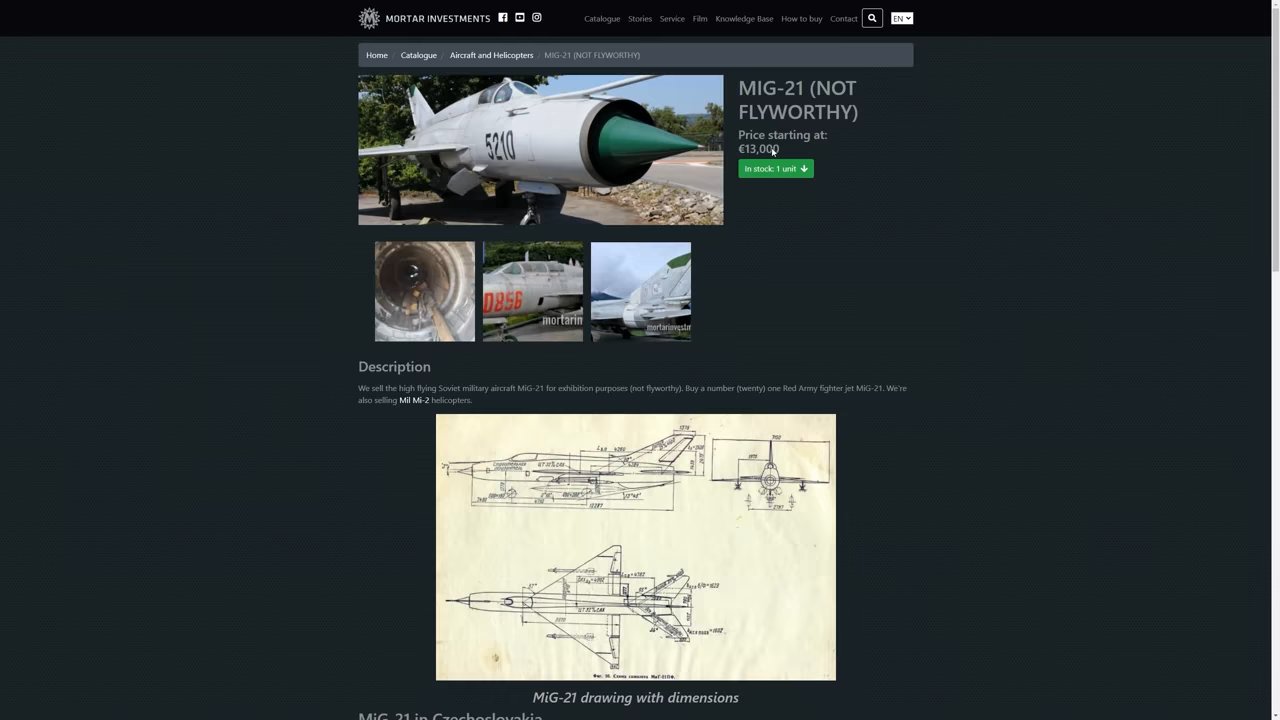 MORTAR INVESTMENTS
Catalogue Stories Service Film Knowledge Base How to buy Contact EN
Home / Catalogue / Aircraft and Helicopters / MIG-21 (NOT FLYWORTHY)
5210
MIG-21 (NOT
FLYWORTHY)
Price starting at:
€13,000
In stock: 1 unit
0856
mortarin
mortarinvestm
Description
We sell the high flying Soviet military aircraft MiG-21 for exhibition purposes (not flyworthy). Buy a number (twenty) one Red Army fighter jet MiG-21. We're
also selling Mil Mi-2 helicopters.
MiG-21 drawing with dimensions
MiG-21 in Czechoslovakia